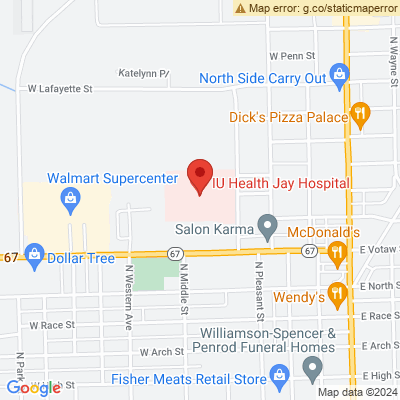 Map error: g.co/staticmaperror
N Wayne St
W Penn St
Katelynn Pl
W Lafayette St
North Side Carry Out
Dick's Pizza Palace
Walmart Supercenter
IU Health Jay Hospital
Salon Karma
McDonald's
67
67
67
E Votaw S
Dollar Tree
N Western Ave
N Middle St
N Pleasant St
Wendy's
E North S
W Race St
E Race St
Williamson-Spencer &
Penrod Funeral Homes
N Park
W Arch St
E Arch St
Fisher Meats Retail Store
E High S
W Arch St
Google
Map data ©2024